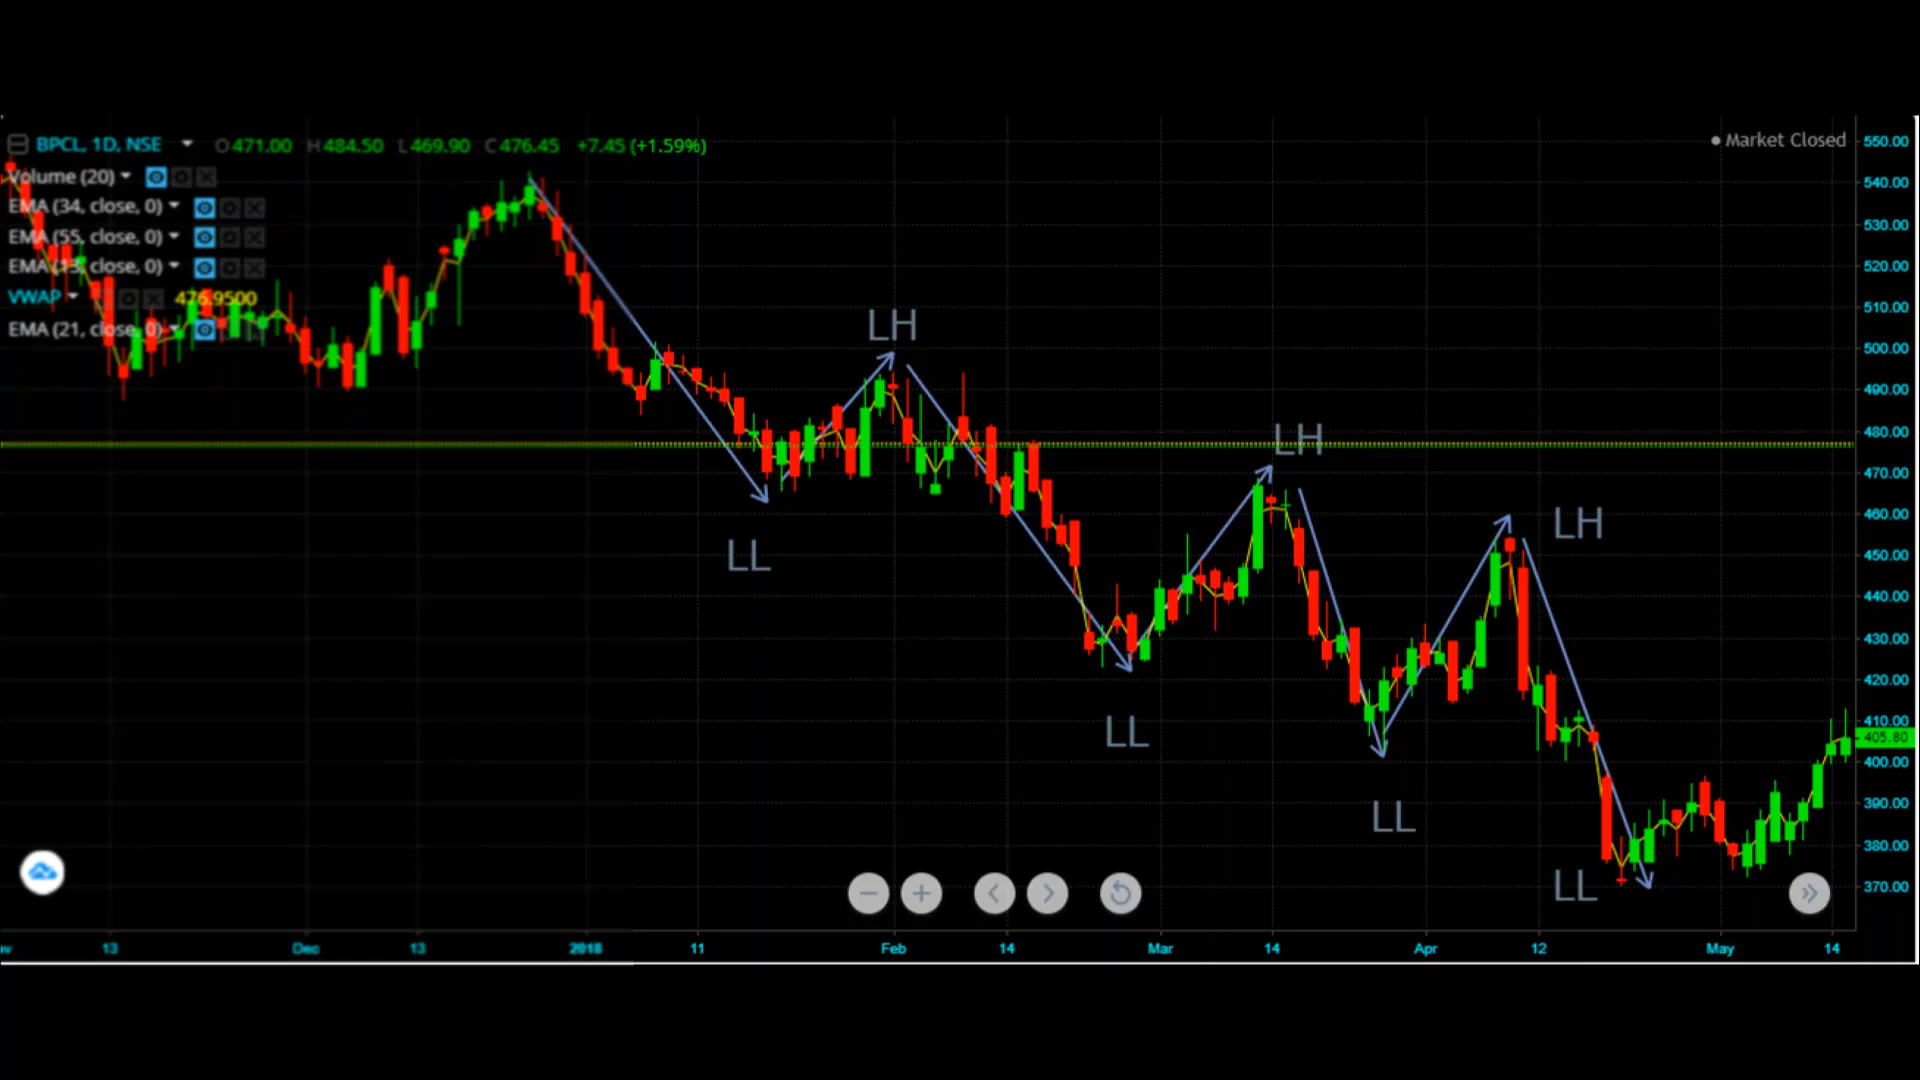 BPCL, 1D, NSE O471.00 H484.50 L469.90 C476.45 +7.45 (+1.59%)
Market Closed
Volume (20)
EMA (34, close, 0)
EMA (55, close, 0)
EMA (13, close, 0)
VWAP 476.9500
EMA (21, close, 0)
550.00
540.00
530.00
520.00
510.00
500.00
490.00
480.00
470.00
460.00
450.00
440.00
430.00
420.00
410.00
405.80
400.00
390.00
380.00
370.00
LH
LH
LH
LL
LL
LL
LL
13 Dec 13 2018 11 Feb 14 Mar 14 Apr 12 May 14